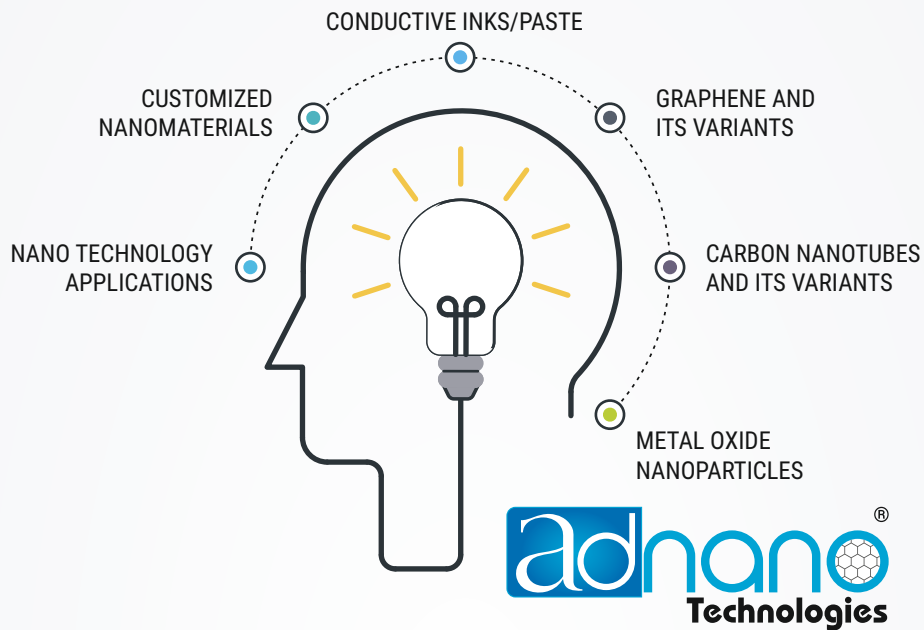 CONDUCTIVE INKS/PASTE
CUSTOMIZED
NANOMATERIALS
GRAPHENE AND
ITS VARIANTS
NANO TECHNOLOGY
APPLICATIONS
CARBON NANOTUBES
AND ITS VARIANTS
METAL OXIDE
NANOPARTICLES
adnano®
Technologies